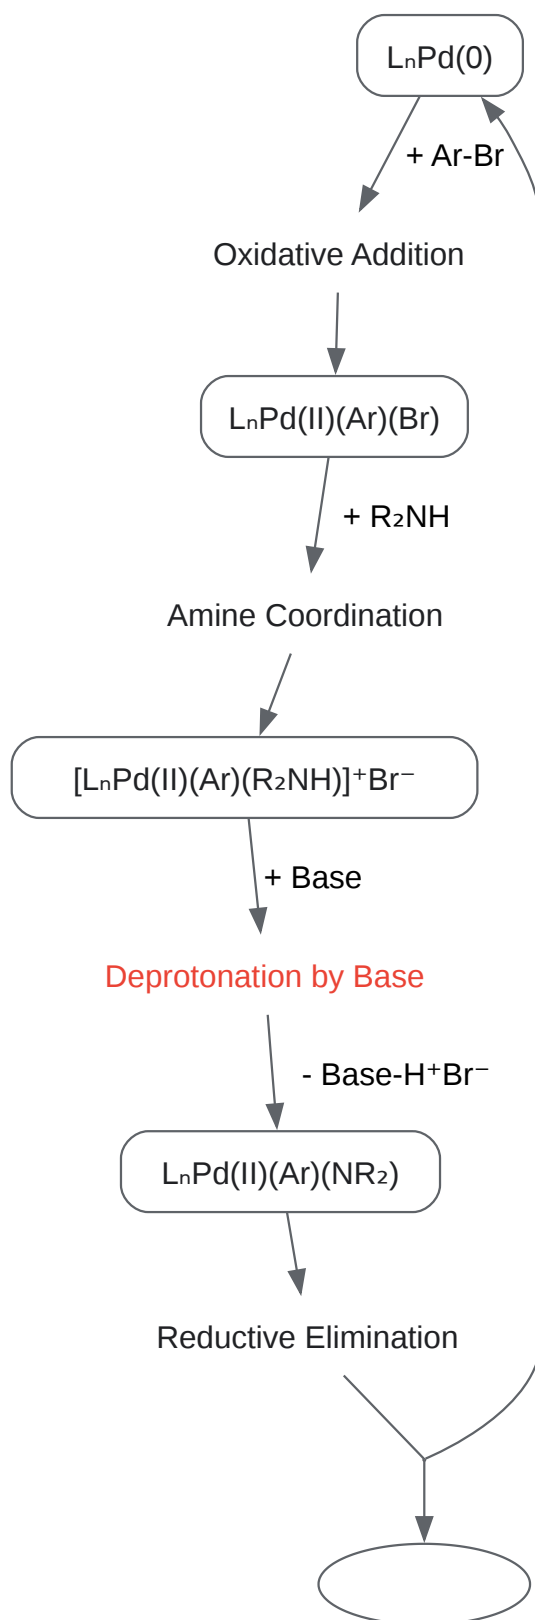 LₙPd(0)
+ Ar-Br
Oxidative Addition
LₙPd(II)(Ar)(Br)
+ R₂NH
Amine Coordination
[LₙPd(II)(Ar)(R₂NH)]⁺Br⁻
+ Base
Deprotonation by Base
- Base-H⁺Br⁻
LₙPd(II)(Ar)(NR₂)
Reductive Elimination